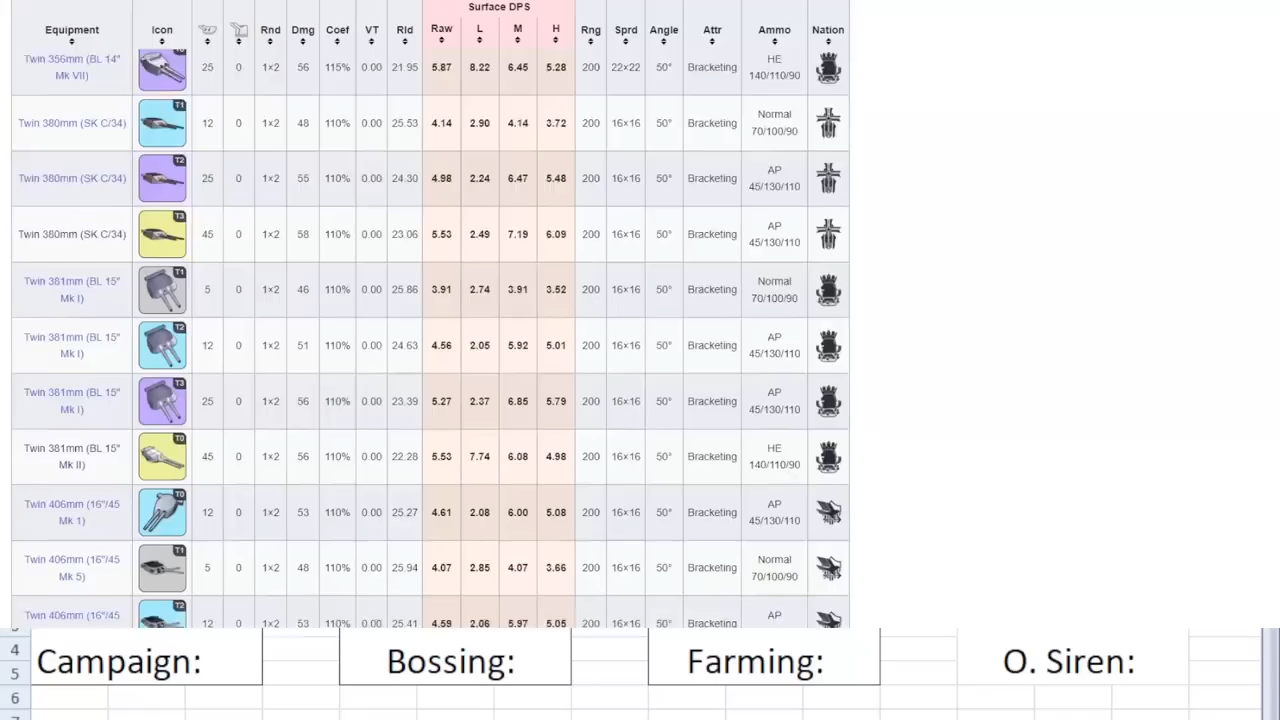 Surface DPS
Equipment Icon Rnd Dmg Coef VT Rld Raw L M H Rng Sprd Angle Attr Ammo Nation
Twin 356mm (BL 14"
Mk VII) 25 0 1×2 56 115% 0.00 21.95 5.87 8.22 6.45 5.28 200 22×22 50° Bracketing HE
140/110/90
T1
Twin 380mm (SK C/34) 12 0 1×2 48 110% 0.00 25.53 4.14 2.90 4.14 3.72 200 16×16 50° Bracketing Normal
70/100/90
T2
Twin 380mm (SK C/34) 25 0 1×2 55 110% 0.00 24.30 4.98 2.24 6.47 5.48 200 16×16 50° Bracketing AP
45/130/110
T3
Twin 380mm (SK C/34) 45 0 1×2 58 110% 0.00 23.06 5.53 2.49 7.19 6.09 200 16×16 50° Bracketing AP
45/130/110
T1
Twin 381mm (BL 15"
Mk I) 5 0 1×2 46 110% 0.00 25.86 3.91 2.74 3.91 3.52 200 16×16 50° Bracketing Normal
70/100/90
T2
Twin 381mm (BL 15"
Mk I) 12 0 1×2 51 110% 0.00 24.63 4.56 2.05 5.92 5.01 200 16×16 50° Bracketing AP
45/130/110
T3
Twin 381mm (BL 15"
Mk I) 25 0 1×2 56 110% 0.00 23.39 5.27 2.37 6.85 5.79 200 16×16 50° Bracketing AP
45/130/110
T0
Twin 381mm (BL 15"
Mk II) 45 0 1×2 56 110% 0.00 22.28 5.53 7.74 6.08 4.98 200 16×16 50° Bracketing HE
140/110/90
T0
Twin 406mm (16"/45
Mk 1) 12 0 1×2 53 110% 0.00 25.27 4.61 2.08 6.00 5.08 200 16×16 50° Bracketing AP
45/130/110
T1
Twin 406mm (16"/45
Mk 5) 5 0 1×2 48 110% 0.00 25.94 4.07 2.85 4.07 3.66 200 16×16 50° Bracketing Normal
70/100/90
T2
Twin 406mm (16"/45 12 0 1×2 53 110% 0.00 25.41 4.59 2.06 5.97 5.05 200 16×16 50° Bracketing AP
4
Campaign: Bossing: Farming: O. Siren:
5
6